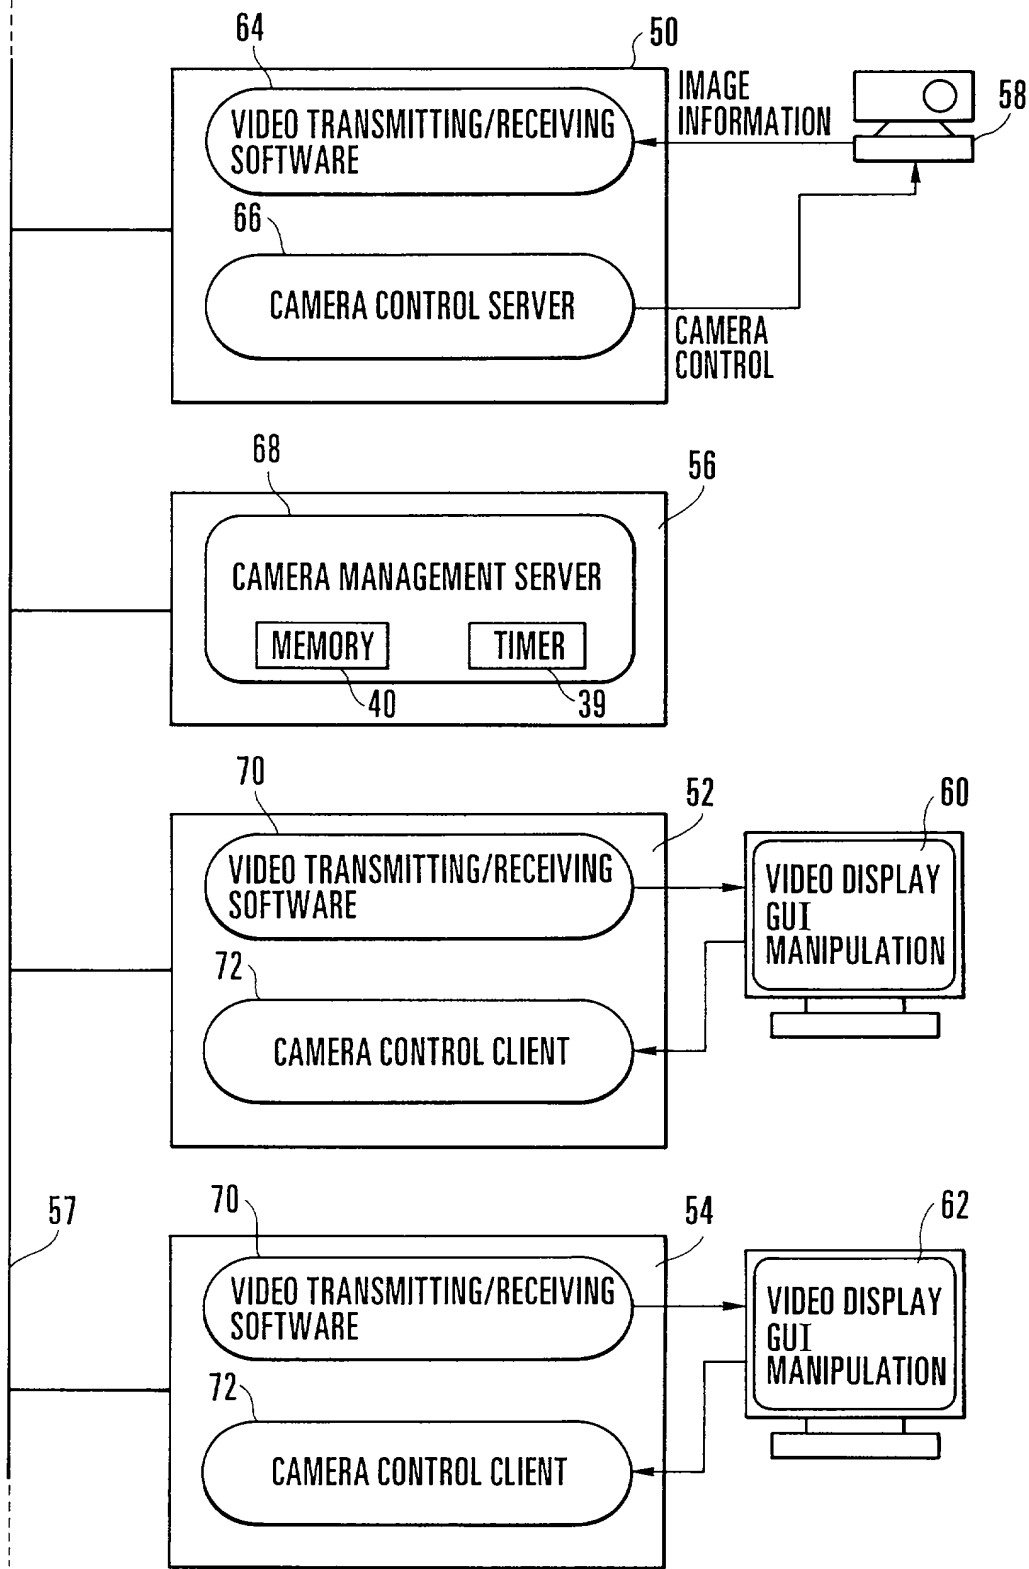 64
50
IMAGE
INFORMATION
58
VIDEO TRANSMITTING/RECEIVING
SOFTWARE
66
CAMERA CONTROL SERVER
CAMERA
CONTROL
68
56
CAMERA MANAGEMENT SERVER
MEMORY
TIMER
40
39
70
52
60
VIDEO TRANSMITTING/RECEIVING
SOFTWARE
VIDEO DISPLAY
GUI
MANIPULATION
72
CAMERA CONTROL CLIENT
57
70
54
62
VIDEO TRANSMITTING/RECEIVING
SOFTWARE
VIDEO DISPLAY
GUI
MANIPULATION
72
CAMERA CONTROL CLIENT